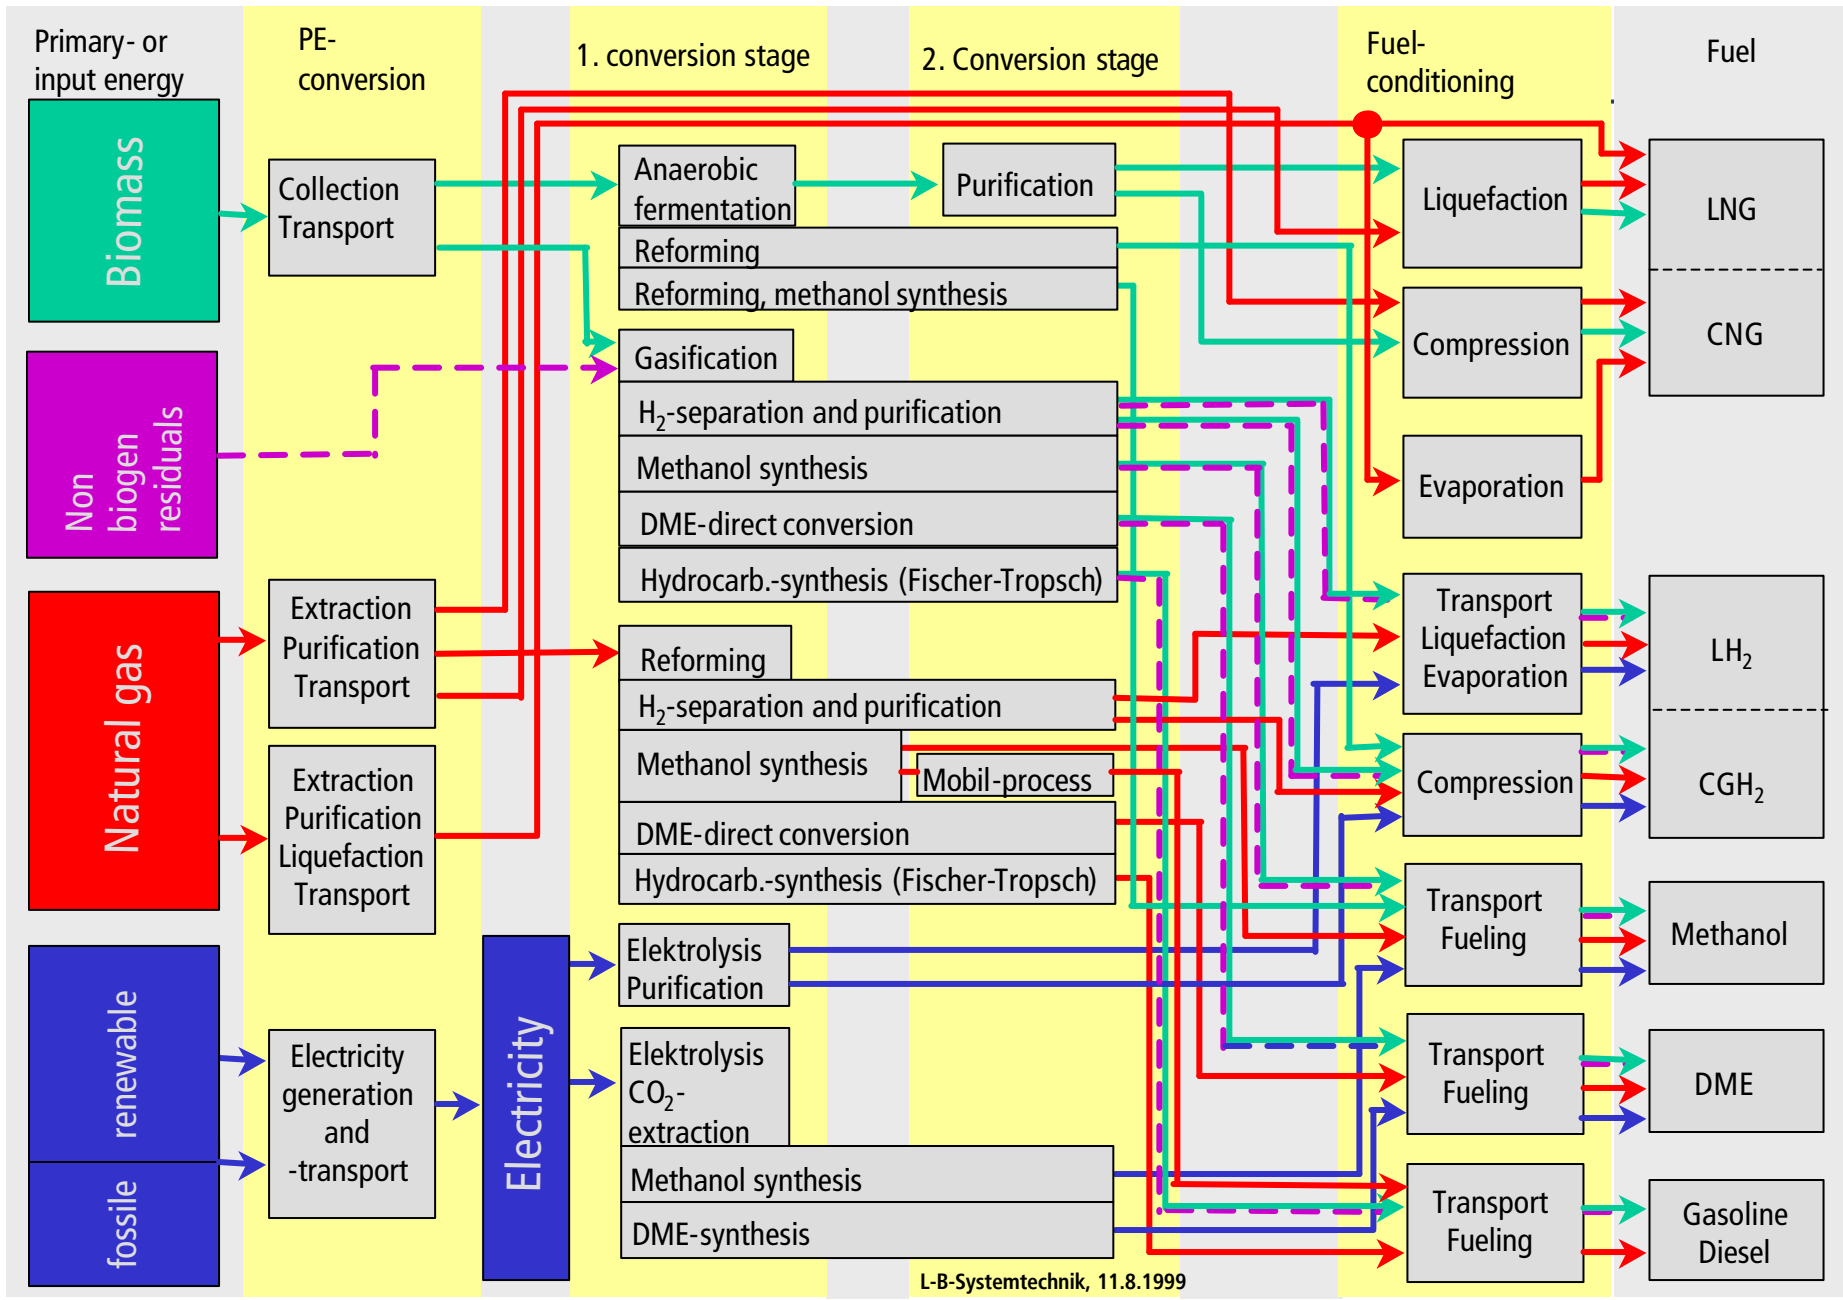 Primary- or
input energy
PE-
conversion
1. conversion stage
2. Conversion stage
Fuel-
conditioning
Fuel
Biomass
Non
biogen
residuals
Natural gas
renewable
fossile
Collection
Transport
Extraction
Purification
Transport
Extraction
Purification
Liquefaction
Transport
Electricity
generation
and
-transport
Electricity
Anaerobic
fermentation
Reforming
Reforming, methanol synthesis
Gasification
H₂-separation and purification
Methanol synthesis
DME-direct conversion
Hydrocarb.-synthesis (Fischer-Tropsch)
Reforming
H₂-separation and purification
Methanol synthesis
Mobil-process
DME-direct conversion
Hydrocarb.-synthesis (Fischer-Tropsch)
Elektrolysis
Purification
Elektrolysis
CO₂-
extraction
Methanol synthesis
DME-synthesis
Purification
Liquefaction
Compression
Evaporation
Transport
Liquefaction
Evaporation
Compression
Transport
Fueling
Transport
Fueling
Transport
Fueling
LNG
CNG
LH₂
CGH₂
Methanol
DME
Gasoline
Diesel
L-B-Systemtechnik, 11.8.1999